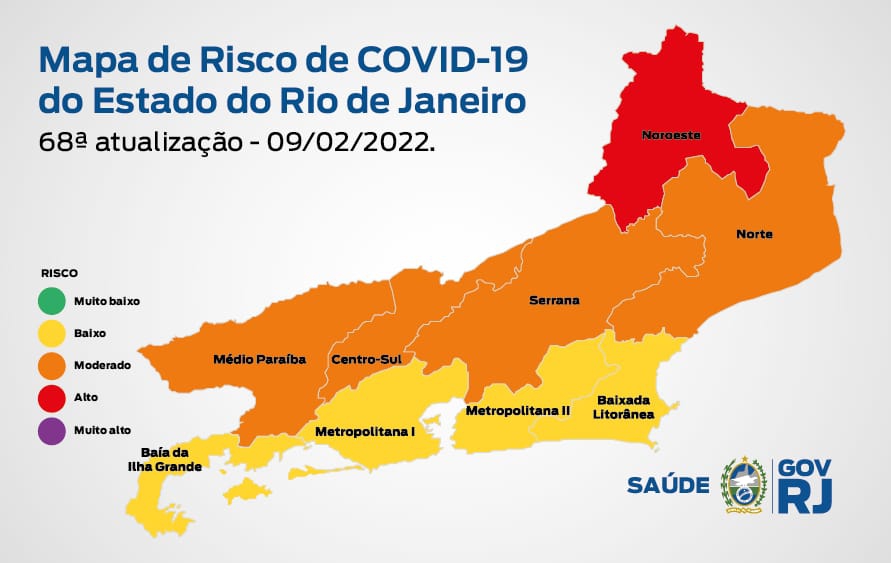 Mapa de Risco de COVID-19
do Estado do Rio de Janeiro
68ª atualização - 09/02/2022.
RISCO
Muito baixo
Baixo
Moderado
Alto
Muito alto
Noroeste
Norte
Serrana
Médio Paraíba
Centro-Sul
Metropolitana I
Metropolitana II
Baixada
Litorânea
Baía da
Ilha Grande
SAÚDE
GOV
RJ